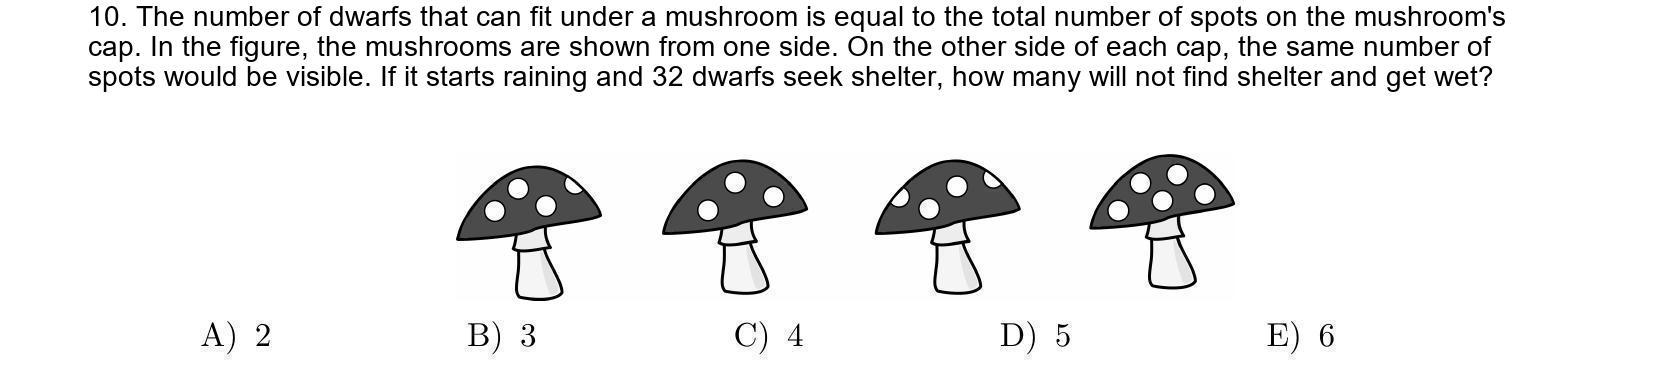 10. The number of dwarfs that can fit under a mushroom is equal to the total number of spots on the mushroom's
cap. In the figure, the mushrooms are shown from one side. On the other side of each cap, the same number of
spots would be visible. If it starts raining and 32 dwarfs seek shelter, how many will not find shelter and get wet?
A) 2 B) 3 C) 4 D) 5 E) 6